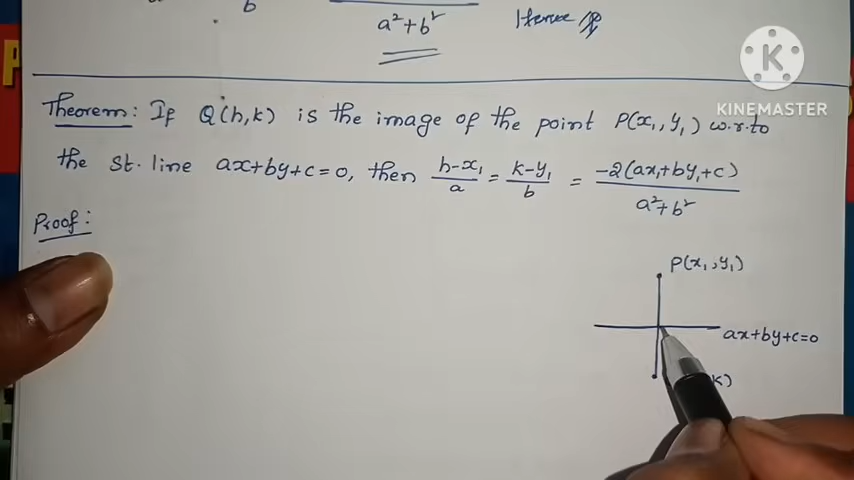 b
a²+b²
Hence
KINEMASTER
Theorem: If Q(h,k) is the image of the point P(x₁,y₁) w.r.to
the st. line ax+by+c=0, then (h-x₁)/a = (k-y₁)/b = -2(ax₁+by₁+c)/(a²+b²)
Proof:
P(x₁,y₁)
ax+by+c=0
k)